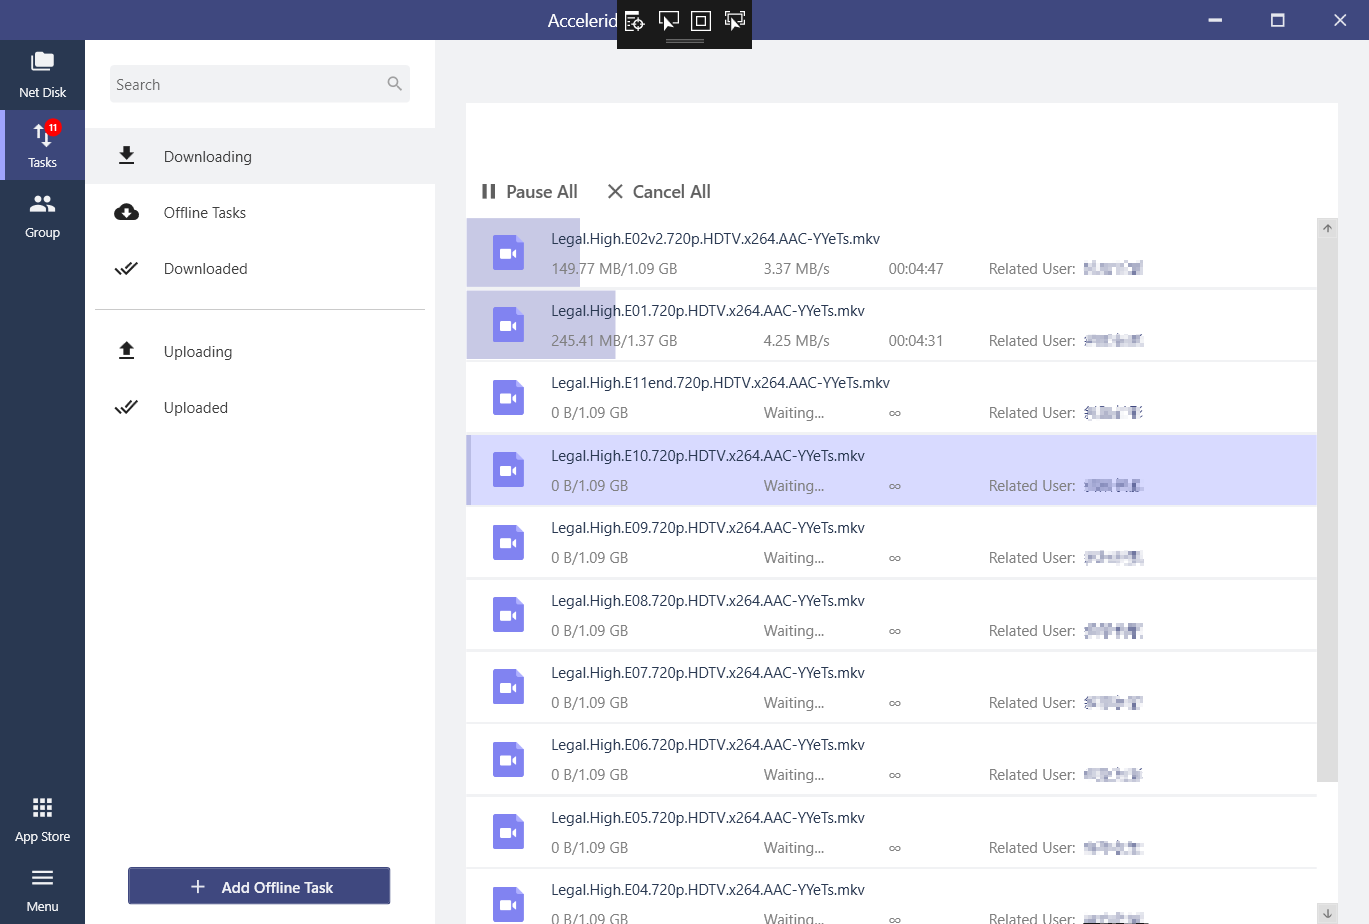 Accelerid
Net Disk
11
Tasks
Group
App Store
Menu
Search
Downloading
Offline Tasks
Downloaded
Uploading
Uploaded
Add Offline Task
Pause All Cancel All
Legal.High.E02v2.720p.HDTV.x264.AAC-YYeTs.mkv
149.77 MB/1.09 GB 3.37 MB/s 00:04:47 Related User:
Legal.High.E01.720p.HDTV.x264.AAC-YYeTs.mkv
245.41 MB/1.37 GB 4.25 MB/s 00:04:31 Related User:
Legal.High.E11end.720p.HDTV.x264.AAC-YYeTs.mkv
0 B/1.09 GB Waiting... ∞ Related User:
Legal.High.E10.720p.HDTV.x264.AAC-YYeTs.mkv
0 B/1.09 GB Waiting... ∞ Related User:
Legal.High.E09.720p.HDTV.x264.AAC-YYeTs.mkv
0 B/1.09 GB Waiting... ∞ Related User:
Legal.High.E08.720p.HDTV.x264.AAC-YYeTs.mkv
0 B/1.09 GB Waiting... ∞ Related User:
Legal.High.E07.720p.HDTV.x264.AAC-YYeTs.mkv
0 B/1.09 GB Waiting... ∞ Related User:
Legal.High.E06.720p.HDTV.x264.AAC-YYeTs.mkv
0 B/1.09 GB Waiting... ∞ Related User:
Legal.High.E05.720p.HDTV.x264.AAC-YYeTs.mkv
0 B/1.09 GB Waiting... ∞ Related User:
Legal.High.E04.720p.HDTV.x264.AAC-YYeTs.mkv
0 B/1.09 GB Waiting... ∞ Related User: